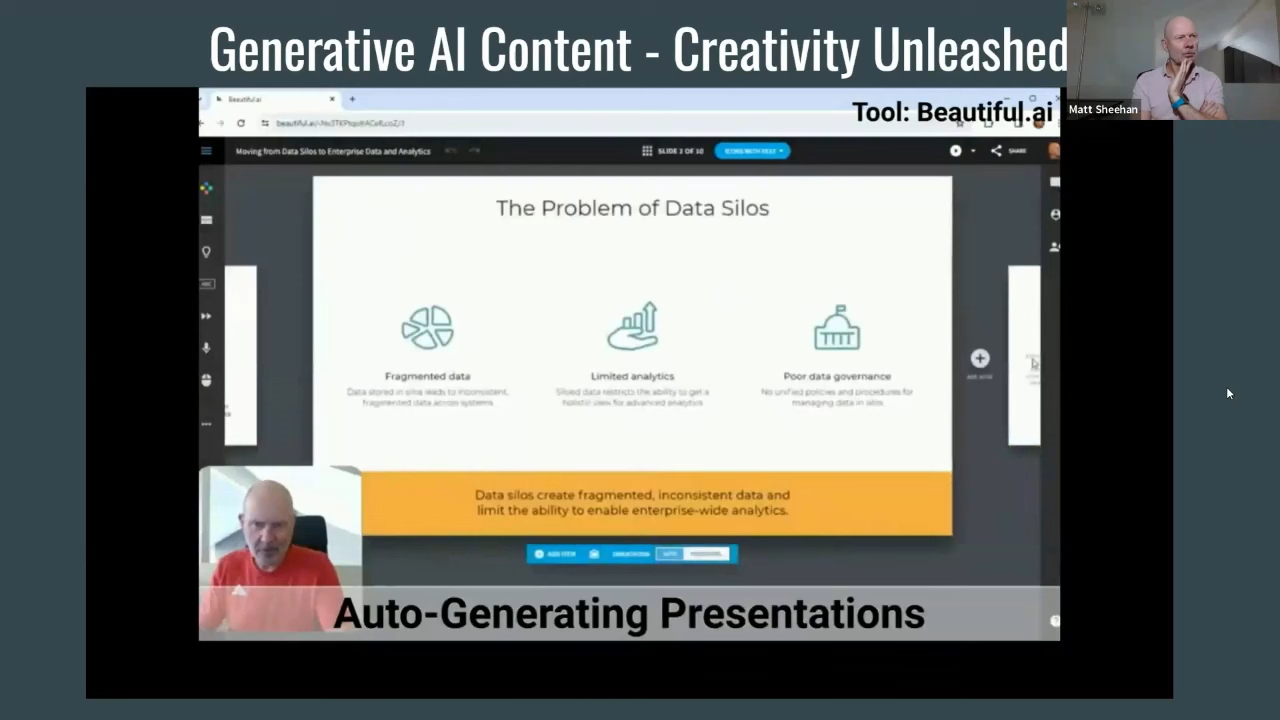 Generative AI Content - Creativity Unleashed
Matt Sheehan
Beautiful.ai
Tool: Beautiful.ai
Moving from Data Silos to Enterprise Data and Analytics
SLIDE 2 OF 10
SHARE
The Problem of Data Silos
Fragmented data
Limited analytics
Poor data governance
Data stored in silos leads to inconsistent,
Siloed data restricts the ability to get a
No unified policies and procedures for
fragmented data across systems.
holistic view for advanced analytics.
managing data in silos.
Data silos create fragmented, inconsistent data and
limit the ability to enable enterprise-wide analytics.
ADD ITEM
Auto-Generating Presentations